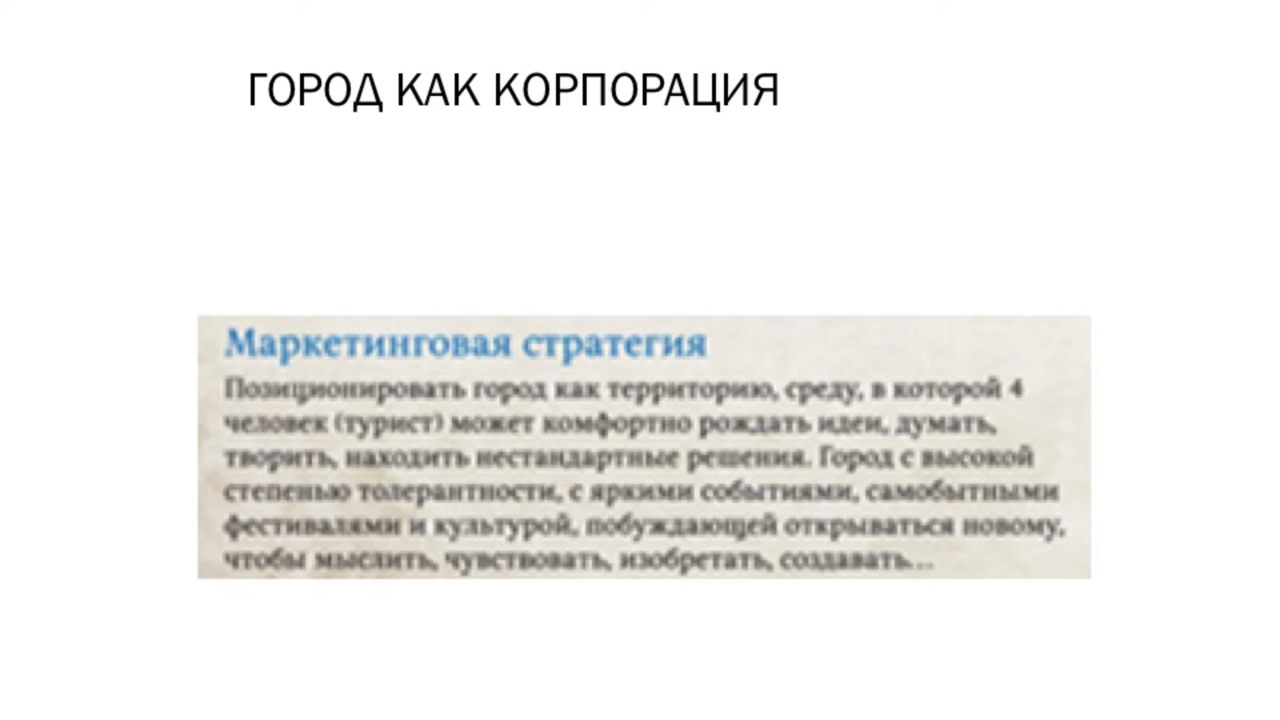 ГОРОД КАК КОРПОРАЦИЯ
Маркетинговая стратегия
Позиционировать город как территорию, среду, в которой 4
человек (турист) может комфортно рождать идеи, думать,
творить, находить нестандартные решения. Город с высокой
степенью толерантности, с яркими событиями, самобытными
фестивалями и культурой, побуждающей открываться новому,
чтобы мыслить, чувствовать, изобретать, создавать…